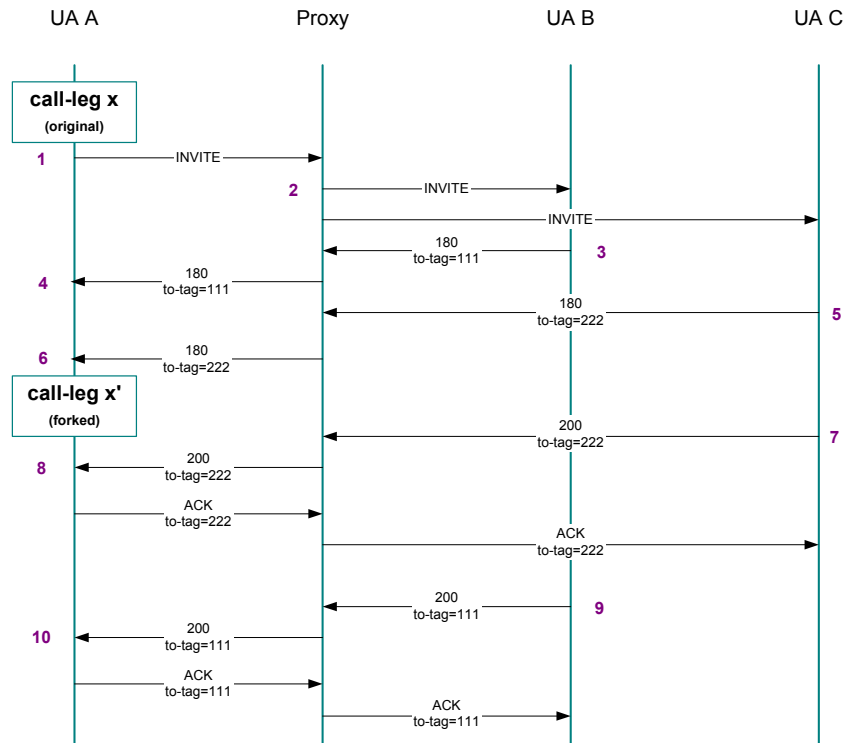 UA A
Proxy
UA B
UA C
call-leg x
(original)
1
INVITE
2
INVITE
INVITE
180
to-tag=111
3
4
180
to-tag=111
180
to-tag=222
5
6
180
to-tag=222
call-leg x'
(forked)
200
to-tag=222
7
8
200
to-tag=222
ACK
to-tag=222
ACK
to-tag=222
200
to-tag=111
9
10
200
to-tag=111
ACK
to-tag=111
ACK
to-tag=111